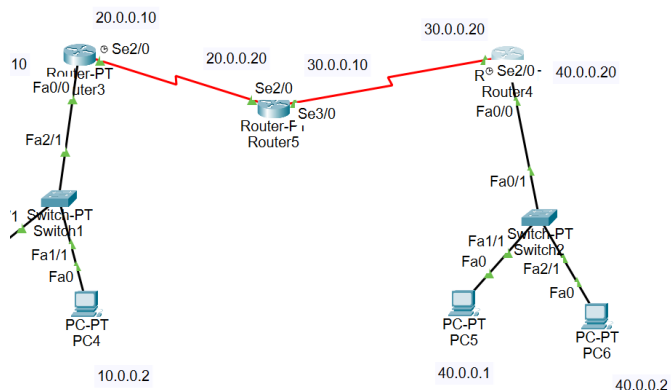 20.0.0.10
30.0.0.20
Se2/0
10
Router-PT
uter3
20.0.0.20
30.0.0.10
Se2/0 -
40.0.0.20
Router4
Fa0/0
Se2/0
Fa0/0
Se3/0
Router5
Fa2/1
Fa0/1
Switch-PT
Switch1
Switch-PT
Switch2
/1
Fa1/1
Fa1/1
Fa2/1
Fa0
Fa0
Fa0
PC-PT
PC4
PC-PT
PC5
PC-PT
PC6
10.0.0.2
40.0.0.1
40.0.0.2